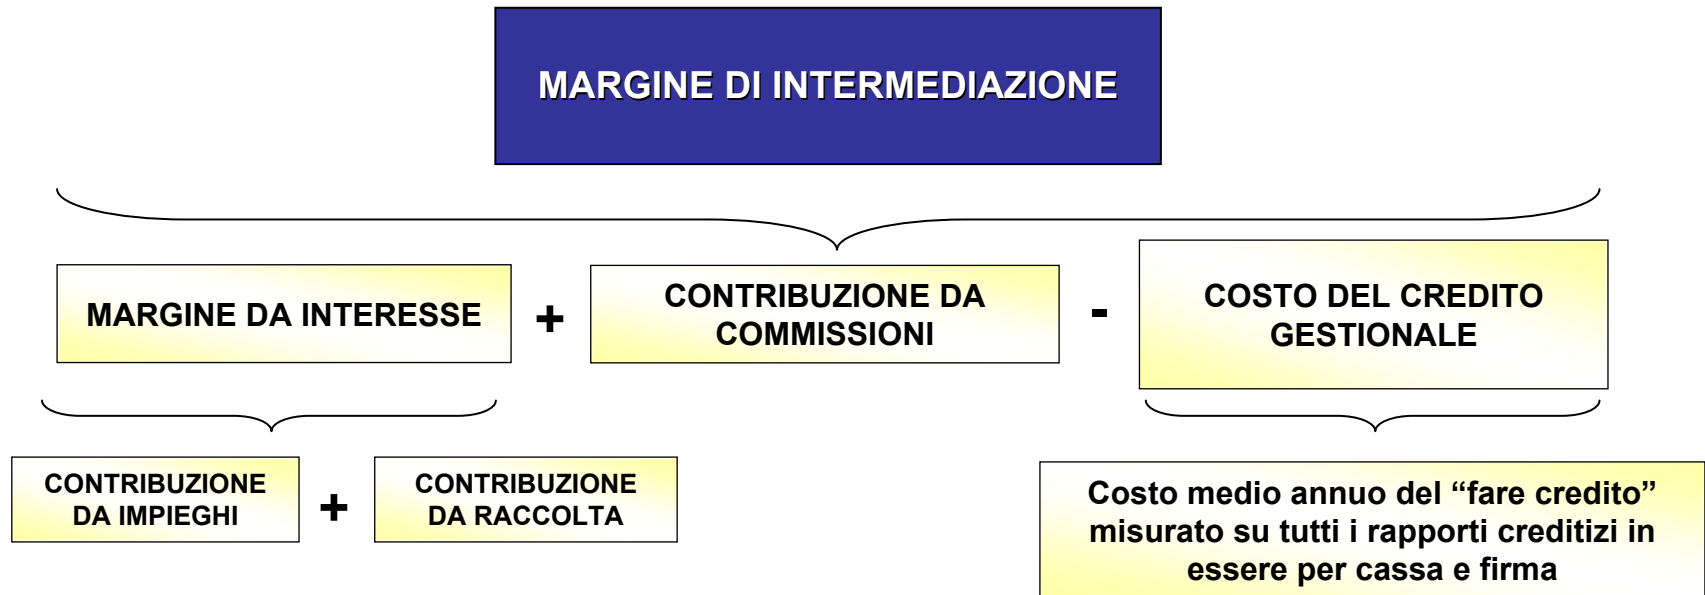 MARGINE DI INTERMEDIAZIONE
MARGINE DA INTERESSE
+
CONTRIBUZIONE DA
COMMISSIONI
-
COSTO DEL CREDITO
GESTIONALE
CONTRIBUZIONE
DA IMPIEGHI
+
CONTRIBUZIONE
DA RACCOLTA
Costo medio annuo del “fare credito”
misurato su tutti i rapporti creditizi in
essere per cassa e firma